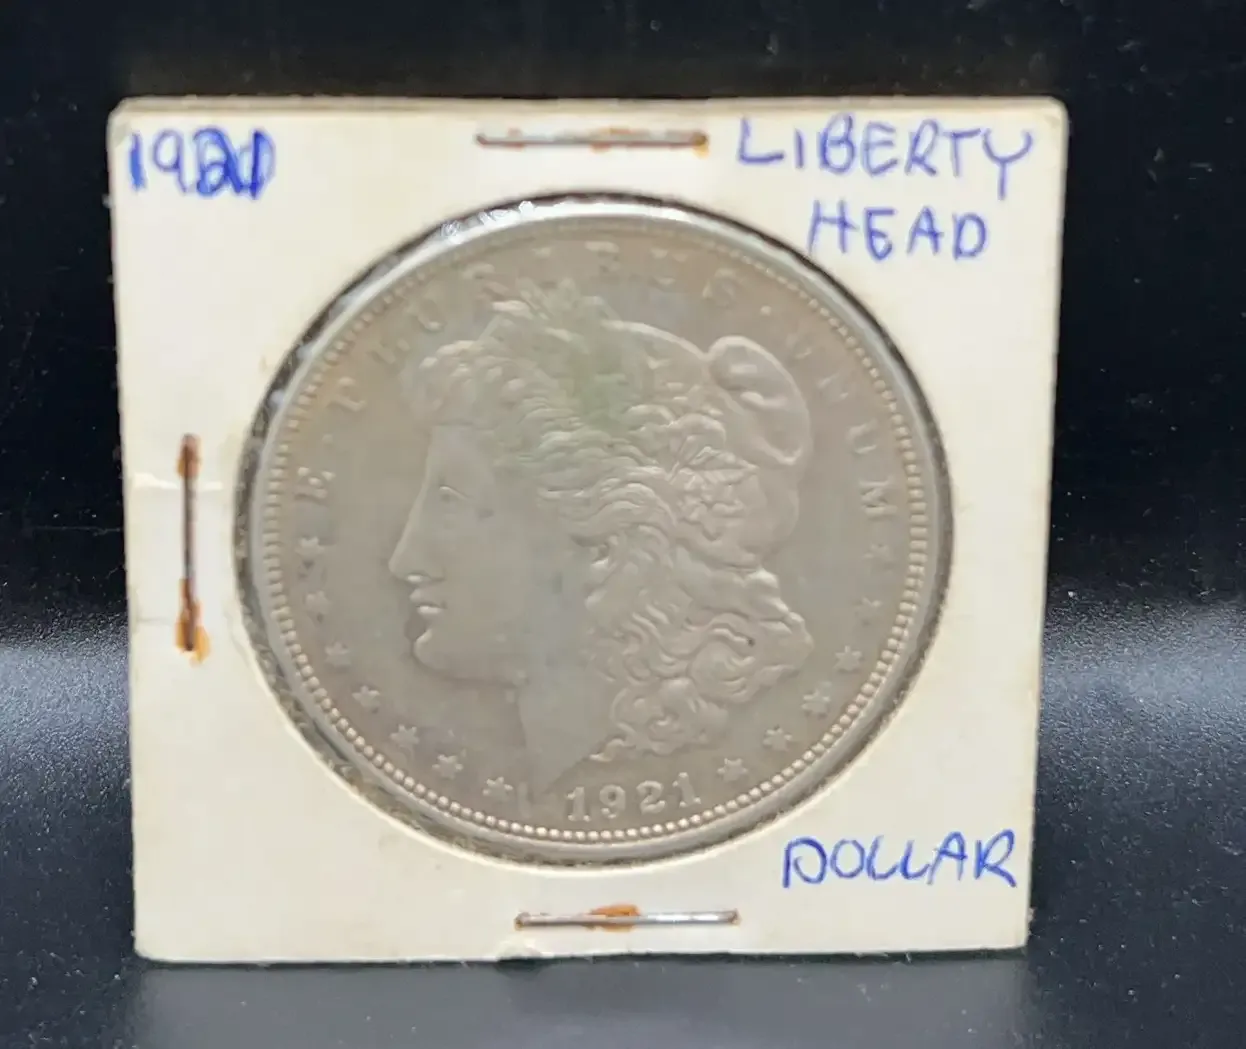 1921
LIBERTY
HEAD
E·PLURIBUS·UNUM
1921
DOLLAR